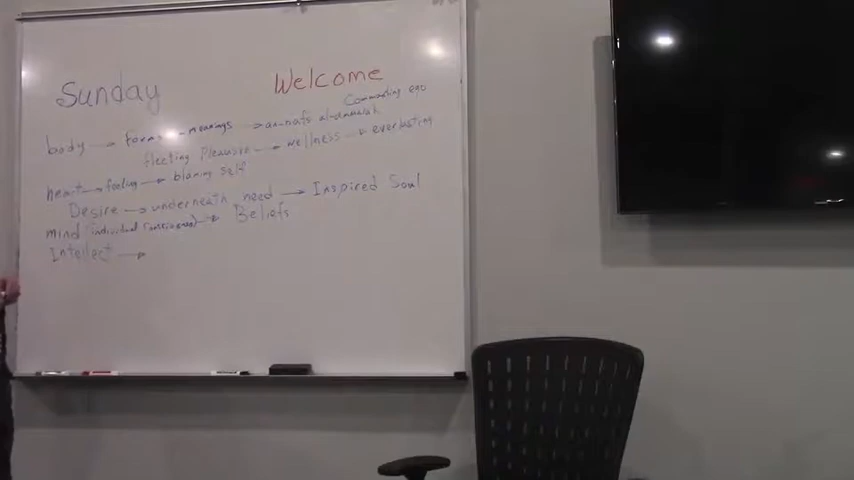 Sunday Welcome
Commanding ego
body → Forms → meanings → an-nafs al-ammarah
fleeting Pleasure → wellness → everlasting
heart → feeling → blaming self
Desire → underneath need → Inspired Soul
mind (individual) → Beliefs
Intellect →